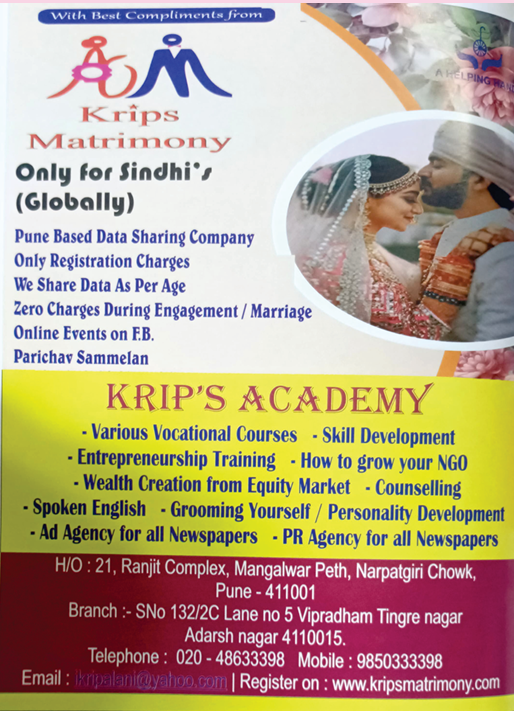 With Best Compliments from
A HELPING HAND
Krips
Matrimony
Only for Sindhi's
(Globally)
Pune Based Data Sharing Company
Only Registration Charges
We Share Data As Per Age
Zero Charges During Engagement / Marriage
Online Events on F.B.
Parichay Sammelan
KRIP'S ACADEMY
- Various Vocational Courses - Skill Development
- Entrepreneurship Training - How to grow your NGO
- Wealth Creation from Equity Market - Counselling
- Spoken English - Grooming Yourself / Personality Development
- Ad Agency for all Newspapers - PR Agency for all Newspapers
H/O : 21, Ranjit Complex, Mangalwar Peth, Narpatgiri Chowk,
Pune - 411001
Branch :- SNo 132/2C Lane no 5 Vipradham Tingre nagar
Adarsh nagar 4110015.
Telephone : 020 - 48633398 Mobile : 9850333398
Email : lkripalani@yahoo.com | Register on : www.kripsmatrimony.com